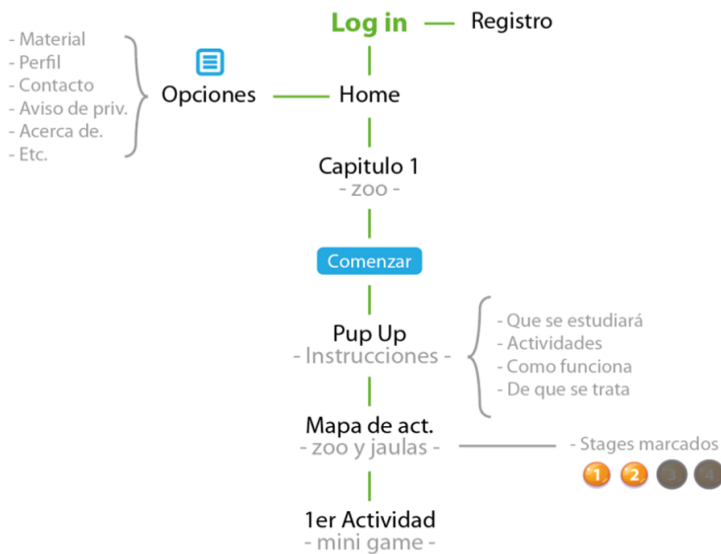 Log in
Registro
- Material
- Perfil
- Contacto
- Aviso de priv.
- Acerca de.
- Etc.
Opciones
Home
Capitulo 1
- zoo -
Comenzar
Pup Up
- Instrucciones -
- Que se estudiará
- Actividades
- Como funciona
- De que se trata
Mapa de act.
- zoo y jaulas -
- Stages marcados
1 2 3 4
1er Actividad
- mini game -